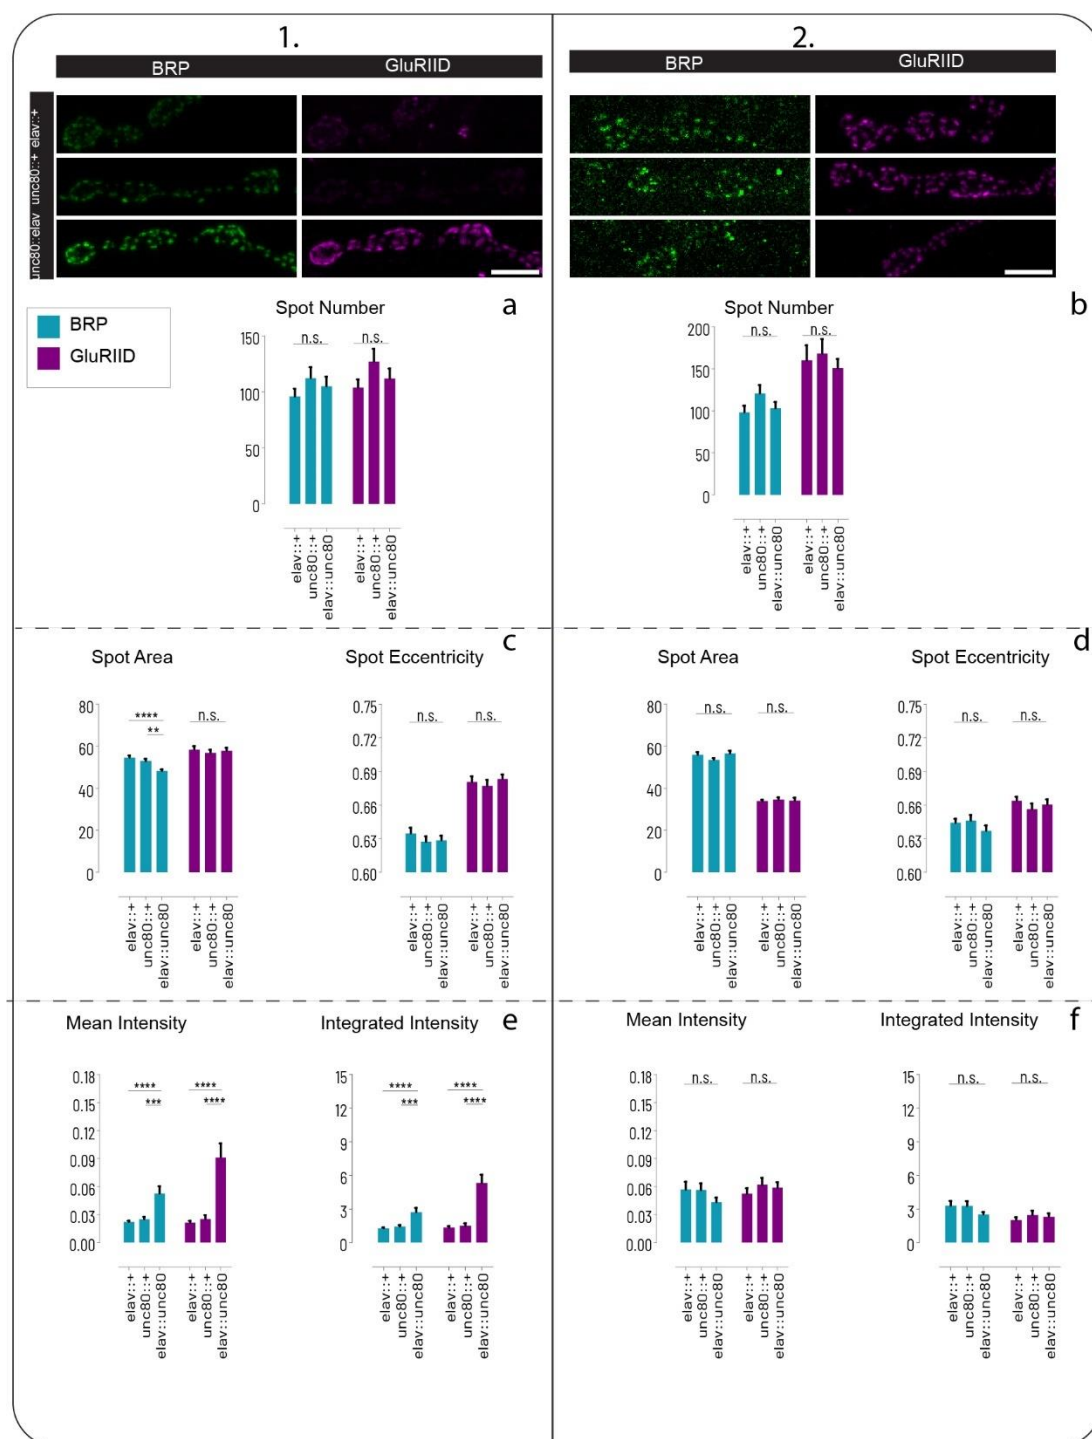 1.
BRP GluRIID
unc80::elav unc80::+ elav::+
2.
BRP GluRIID
BRP
GluRIID
a
Spot Number
n.s. n.s.
150
100
50
0
elav::+
unc80::+
elav::unc80
elav::+
unc80::+
elav::unc80
b
Spot Number
n.s. n.s.
200
150
100
50
0
elav::+
unc80::+
elav::unc80
elav::+
unc80::+
elav::unc80
c
Spot Area
**** n.s.
**
80
60
40
20
0
elav::+
unc80::+
elav::unc80
elav::+
unc80::+
elav::unc80
Spot Eccentricity
n.s. n.s.
0.75
0.72
0.69
0.66
0.63
0.60
elav::+
unc80::+
elav::unc80
elav::+
unc80::+
elav::unc80
d
Spot Area
n.s. n.s.
80
60
40
20
0
elav::+
unc80::+
elav::unc80
elav::+
unc80::+
elav::unc80
Spot Eccentricity
n.s. n.s.
0.75
0.72
0.69
0.66
0.63
0.60
elav::+
unc80::+
elav::unc80
elav::+
unc80::+
elav::unc80
e
Mean Intensity
**** ****
*** ****
0.18
0.15
0.12
0.09
0.06
0.03
0.00
elav::+
unc80::+
elav::unc80
elav::+
unc80::+
elav::unc80
Integrated Intensity
**** ****
*** ****
15
12
9
6
3
0
elav::+
unc80::+
elav::unc80
elav::+
unc80::+
elav::unc80
f
Mean Intensity
n.s. n.s.
0.18
0.15
0.12
0.09
0.06
0.03
0.00
elav::+
unc80::+
elav::unc80
elav::+
unc80::+
elav::unc80
Integrated Intensity
n.s. n.s.
15
12
9
6
3
0
elav::+
unc80::+
elav::unc80
elav::+
unc80::+
elav::unc80